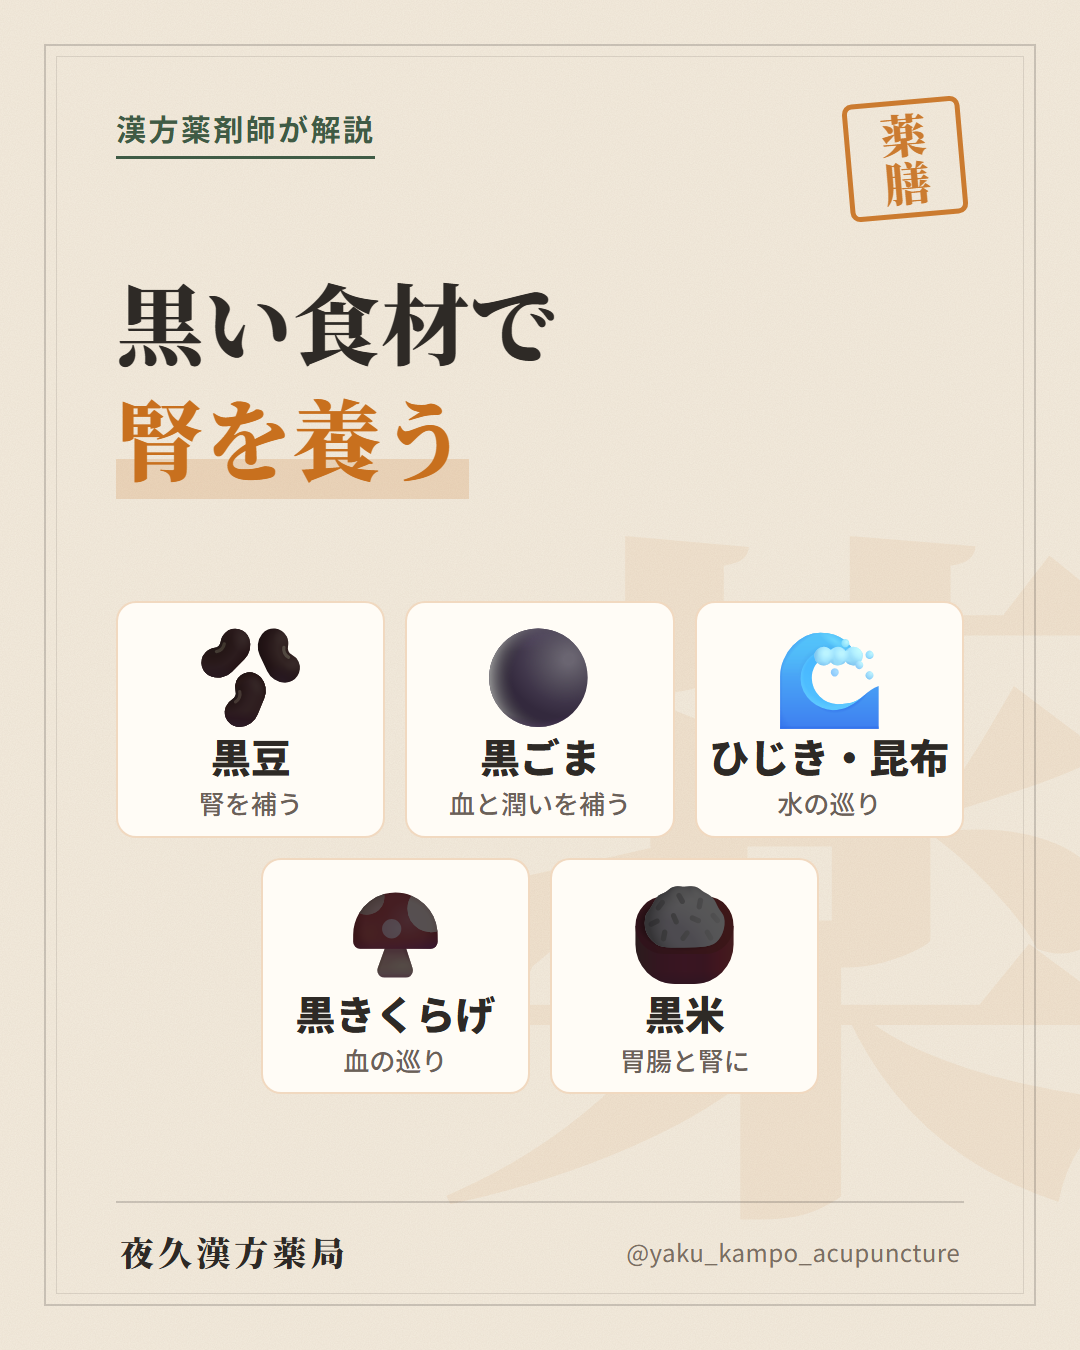 漢方薬剤師が解説
薬
膳
黒い食材で
腎を養う
黒豆
腎を補う
黒ごま
血と潤いを補う
ひじき・昆布
水の巡り
黒きくらげ
血の巡り
黒米
胃腸と腎に
夜久漢方薬局
@yaku_kampo_acupuncture
薬